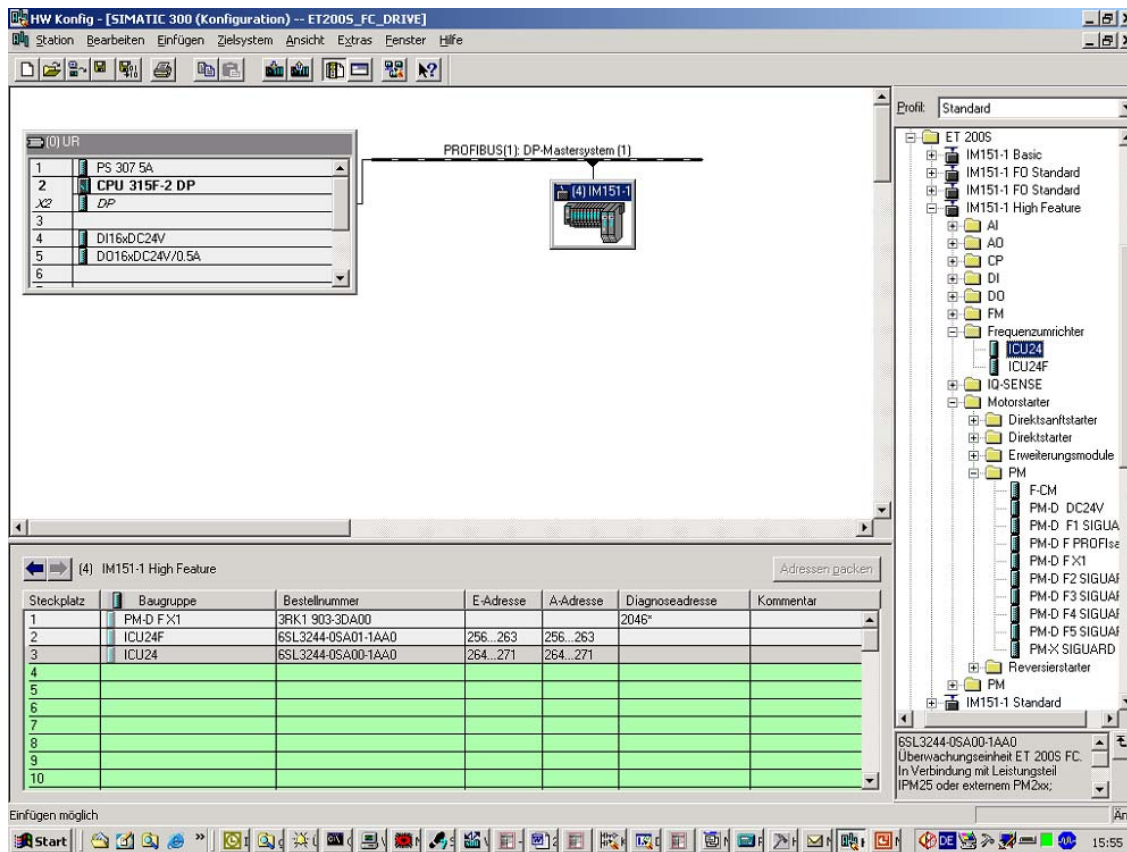 HW Konfig - [SIMATIC 300 (Konfiguration) -- ET200S_FC_DRIVE]
Station Bearbeiten Einfügen Zielsystem Ansicht Extras Fenster Hilfe
(0) UR
1 PS 307 5A
2 CPU 315F-2 DP
X2 DP
3
4 DI16xDC24V
5 DO16xDC24V/0.5A
6
PROFIBUS(1): DP-Mastersystem (1)
(4) IM151-1
Profil: Standard
ET 200S
IM151-1 Basic
IM151-1 FO Standard
IM151-1 FO Standard
IM151-1 High Feature
AI
AO
CP
DI
DO
FM
Frequenzumrichter
ICU24
ICU24F
IQ-SENSE
Motorstarter
Direktsanftstarter
Direktstarter
Erweiterungsmodule
PM
F-CM
PM-D DC24V
PM-D F1 SIGUA
PM-D F PROFIsa
PM-D F X1
PM-D F2 SIGUAF
PM-D F3 SIGUAF
PM-D F4 SIGUAF
PM-D F5 SIGUAF
PM-X SIGUARD
Reversierstarter
PM
IM151-1 Standard
6SL3244-0SA00-1AA0
Überwachungseinheit ET 200S FC.
In Verbindung mit Leistungsteil
IPM25 oder externem PM2xx;
(4) IM151-1 High Feature
Adressen packen
Steckplatz Baugruppe Bestellnummer E-Adresse A-Adresse Diagnoseadresse Kommentar
1 PM-D F X1 3RK1 903-3DA00 2046*
2 ICU24F 6SL3244-0SA01-1AA0 256...263 256...263
3 ICU24 6SL3244-0SA00-1AA0 264...271 264...271
4
5
6
7
8
9
10
Einfügen möglich
Än
Start
DE
15:55